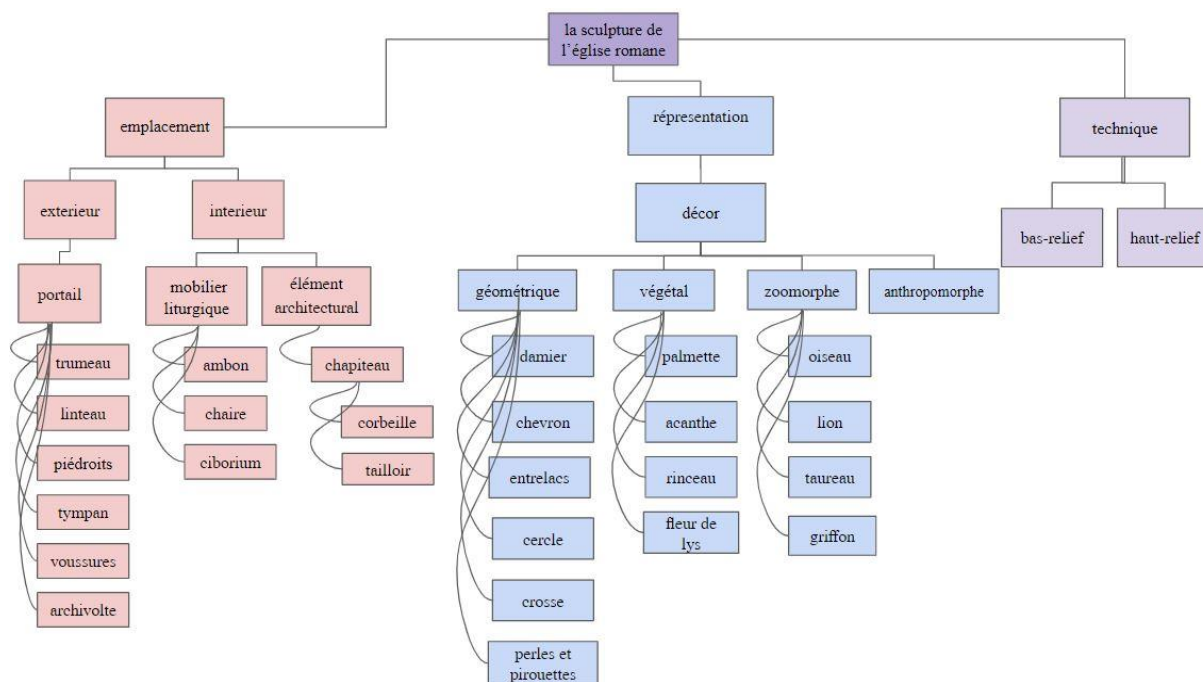 la sculpture de
l'église romane
emplacement
répresentation
technique
exterieur
interieur
décor
bas-relief
haut-relief
portail
mobilier
liturgique
élément
architectural
géométrique
végétal
zoomorphe
anthropomorphe
trumeau
linteau
piédroits
tympan
voussures
archivolte
ambon
chaire
ciborium
chapiteau
corbeille
tailloir
damier
chevron
entrelacs
cercle
crosse
perles et
pirouettes
palmette
acanthe
rinceau
fleur de
lys
oiseau
lion
taureau
griffon